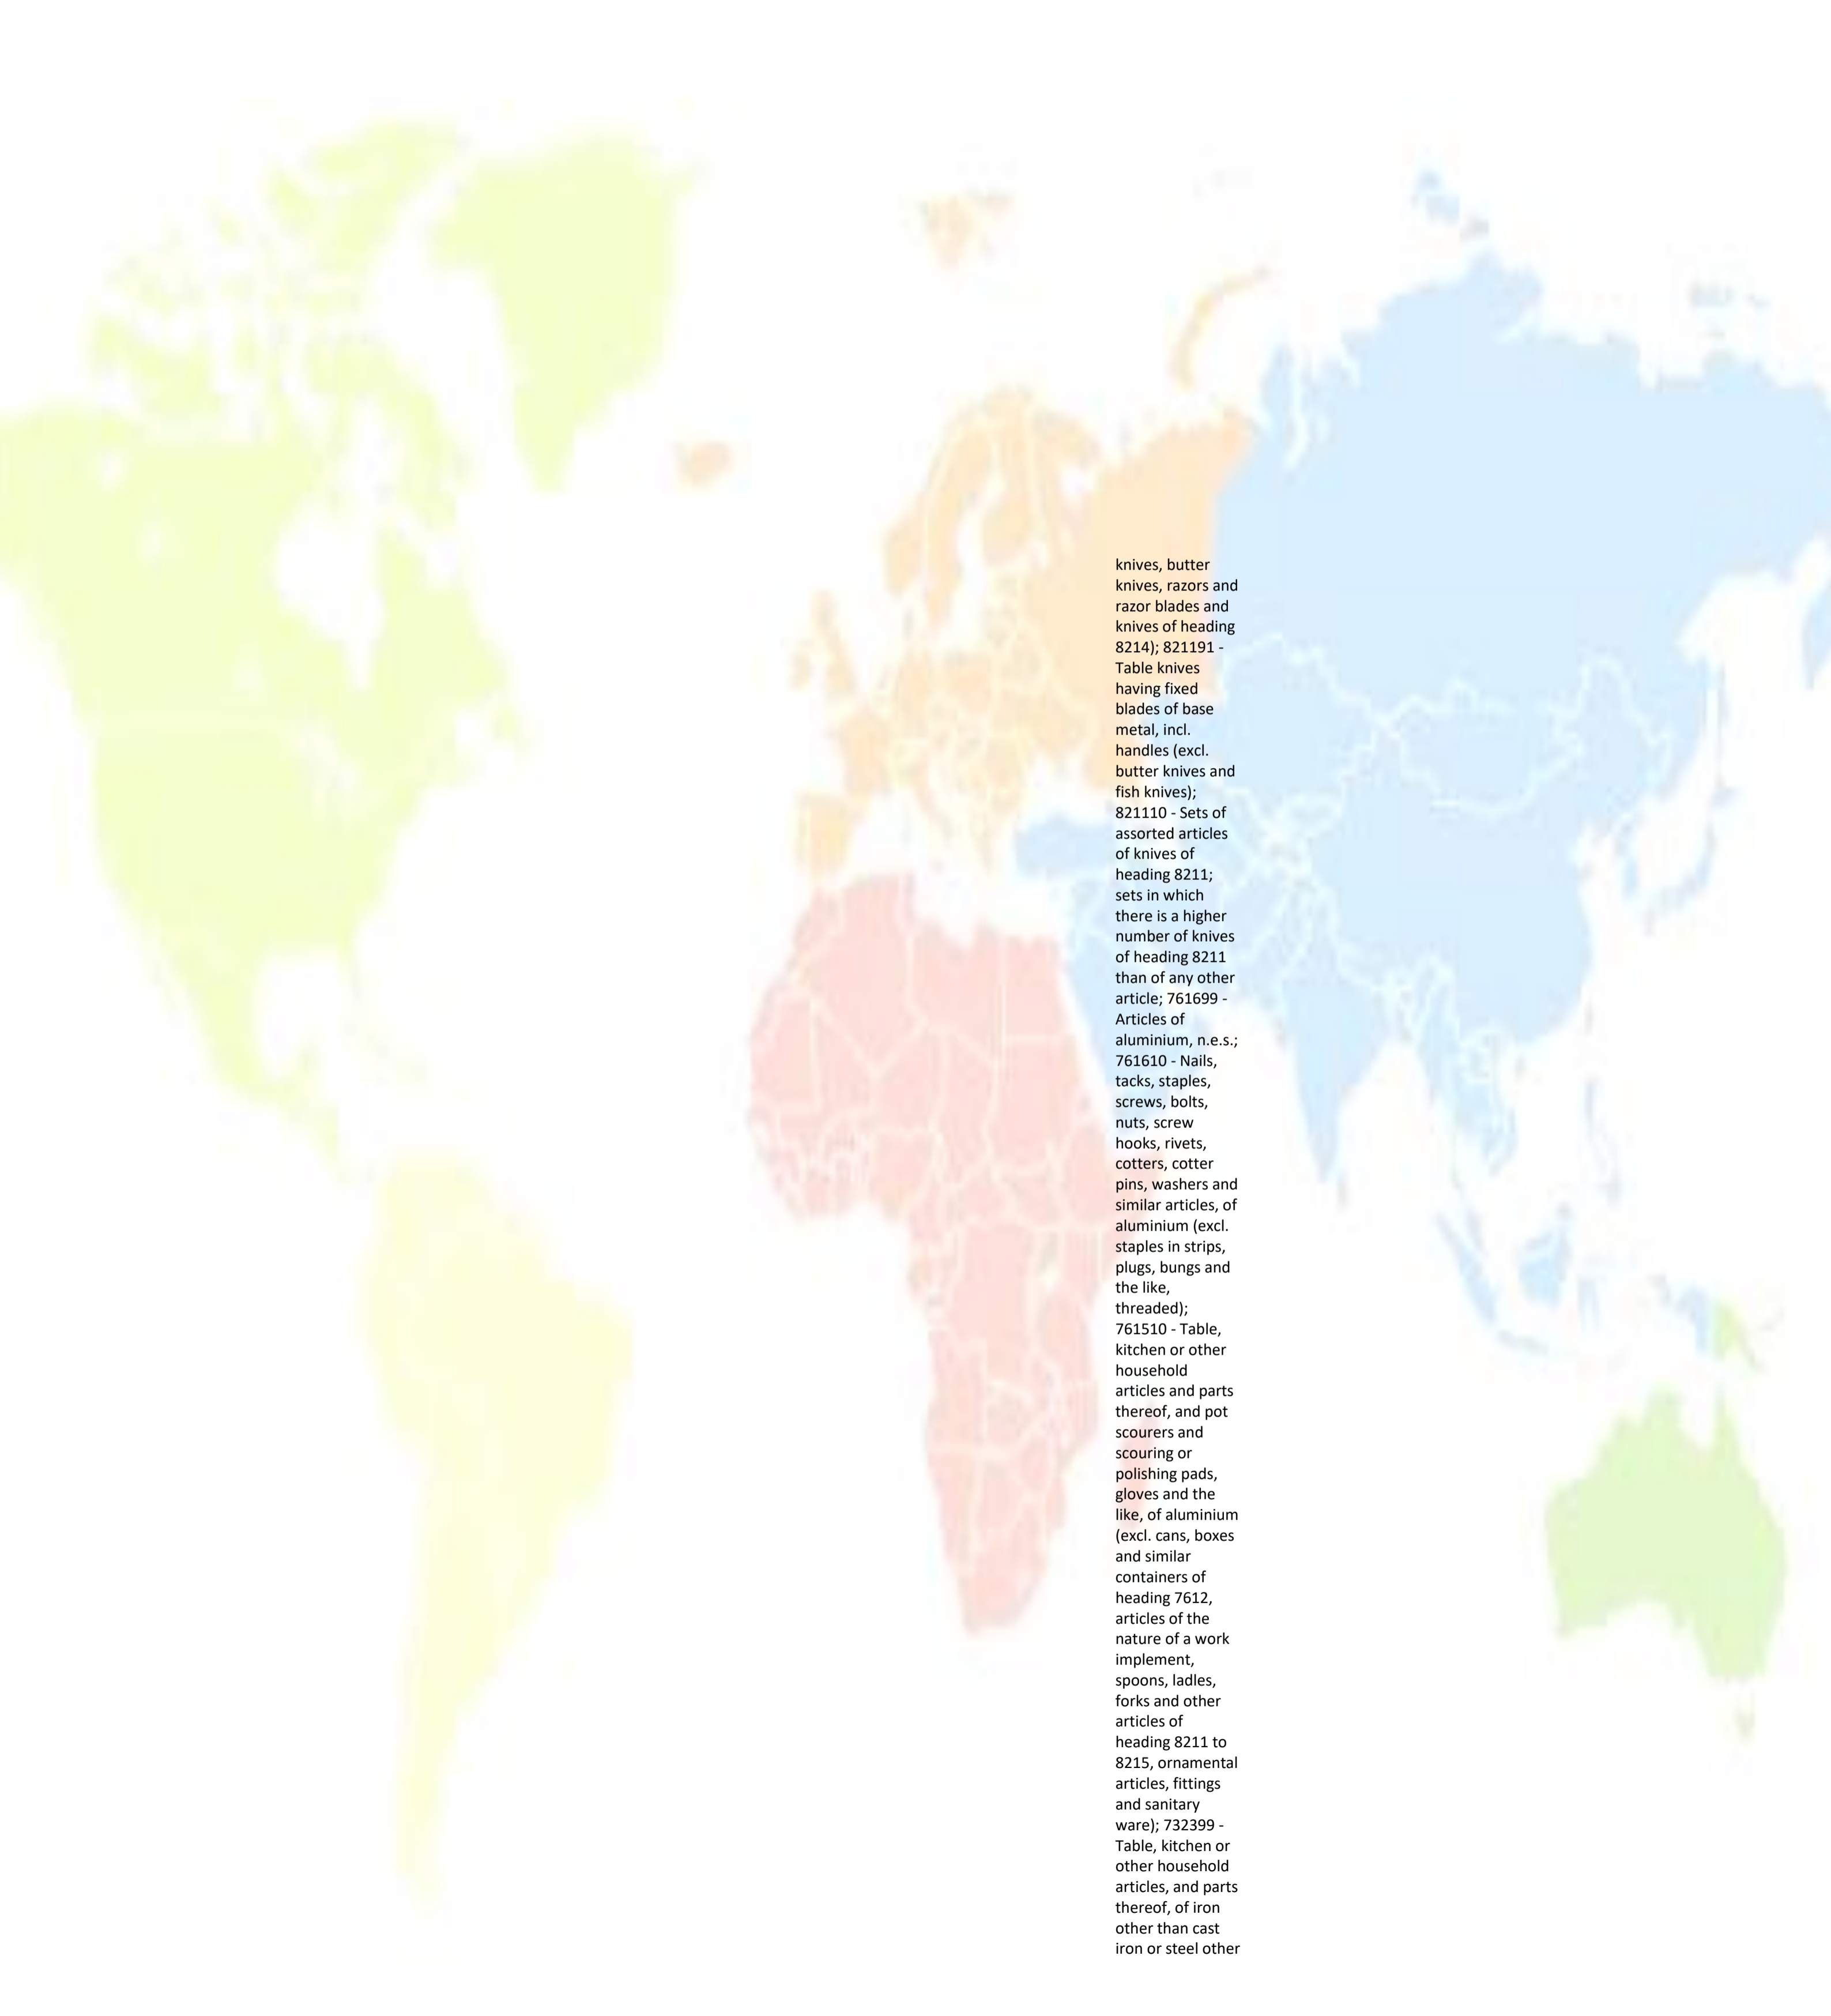 knives, butter
knives, razors and
razor blades and
knives of heading
8214); 821191 -
Table knives
having fixed
blades of base
metal, incl.
handles (excl.
butter knives and
fish knives);
821110 - Sets of
assorted articles
of knives of
heading 8211;
sets in which
there is a higher
number of knives
of heading 8211
than of any other
article; 761699 -
Articles of
aluminium, n.e.s.;
761610 - Nails,
tacks, staples,
screws, bolts,
nuts, screw
hooks, rivets,
cotters, cotter
pins, washers and
similar articles, of
aluminium (excl.
staples in strips,
plugs, bungs and
the like,
threaded);
761510 - Table,
kitchen or other
household
articles and parts
thereof, and pot
scourers and
scouring or
polishing pads,
gloves and the
like, of aluminium
(excl. cans, boxes
and similar
containers of
heading 7612,
articles of the
nature of a work
implement,
spoons, ladles,
forks and other
articles of
heading 8211 to
8215, ornamental
articles, fittings
and sanitary
ware); 732399 -
Table, kitchen or
other household
articles, and parts
thereof, of iron
other than cast
iron or steel other